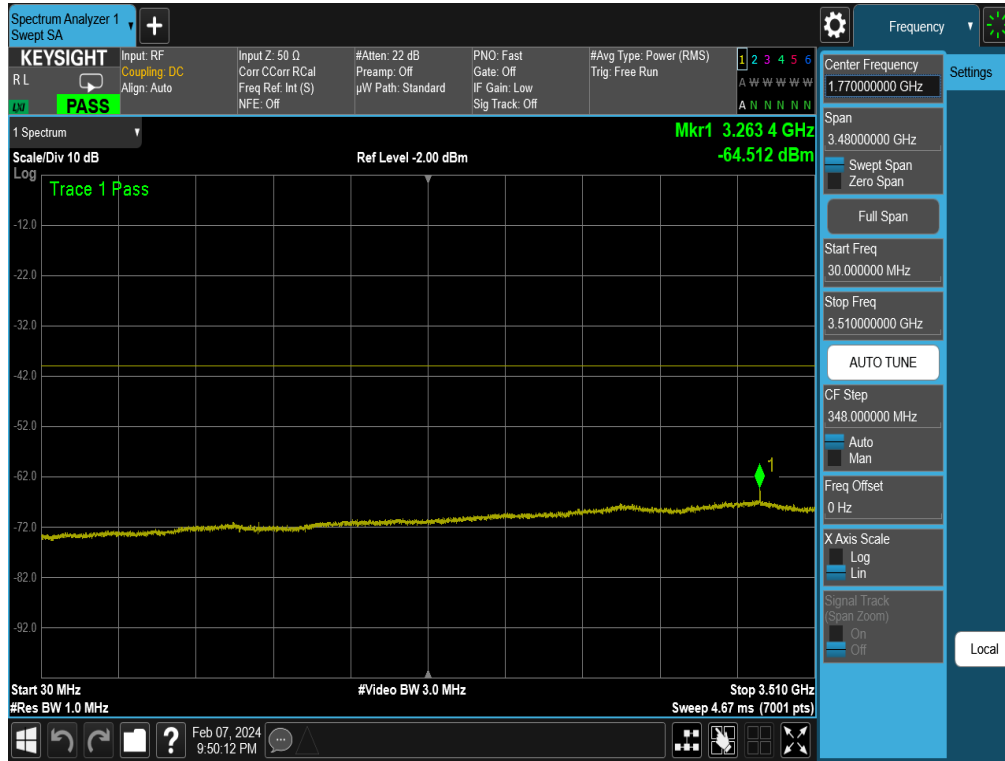 Spectrum Analyzer 1
Swept SA
Frequency
KEYSIGHT
R L
LXI
PASS
Input: RF
Coupling: DC
Align: Auto
Input Z: 50 Ω
Corr CCorr RCal
Freq Ref: Int (S)
NFE: Off
#Atten: 22 dB
Preamp: Off
µW Path: Standard
PNO: Fast
Gate: Off
IF Gain: Low
Sig Track: Off
#Avg Type: Power (RMS)
Trig: Free Run
1 2 3 4 5 6
A W W W W W
A N N N N N
1 Spectrum
Scale/Div 10 dB
Ref Level -2.00 dBm
Mkr1 3.263 4 GHz
-64.512 dBm
Log
Trace 1 Pass
-12.0
-22.0
-32.0
-42.0
-52.0
-62.0
-72.0
-82.0
-92.0
1
Start 30 MHz
#Video BW 3.0 MHz
Stop 3.510 GHz
#Res BW 1.0 MHz
Sweep 4.67 ms (7001 pts)
Feb 07, 2024
9:50:12 PM
Center Frequency
1.770000000 GHz
Span
3.48000000 GHz
Swept Span
Zero Span
Full Span
Start Freq
30.000000 MHz
Stop Freq
3.510000000 GHz
AUTO TUNE
CF Step
348.000000 MHz
Auto
Man
Freq Offset
0 Hz
X Axis Scale
Log
Lin
Signal Track
(Span Zoom)
On
Off
Settings
Local